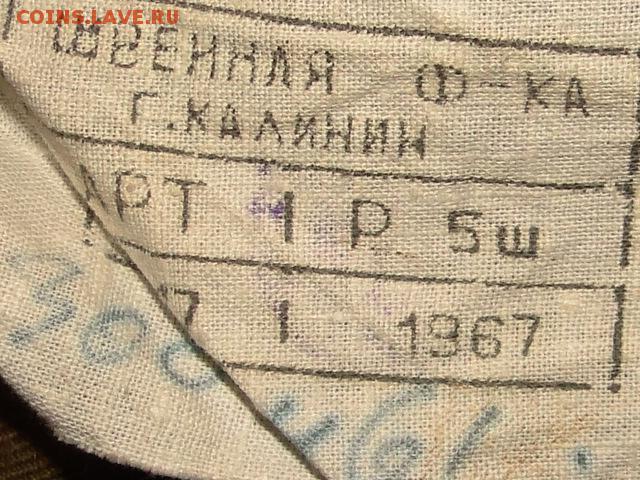 COINS.LAVE.RU
ШВЕЙНАЯ Ф-КА
Г.КАЛИНИН
АРТ 1 Р 5ш
1 1967